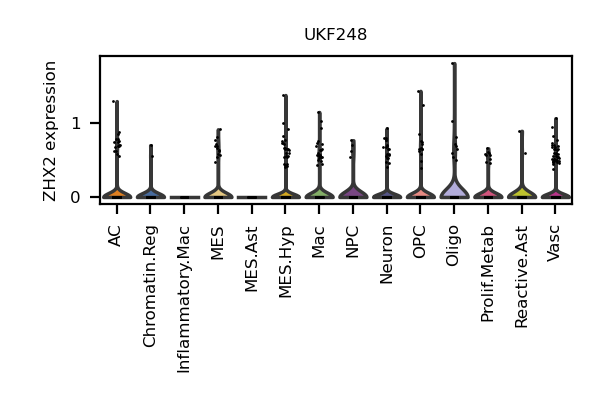 UKF248
ZHX2 expression
1
0
AC
Chromatin.Reg
Inflammatory.Mac
MES
MES.Ast
MES.Hyp
Mac
NPC
Neuron
OPC
Oligo
Prolif.Metab
Reactive.Ast
Vasc